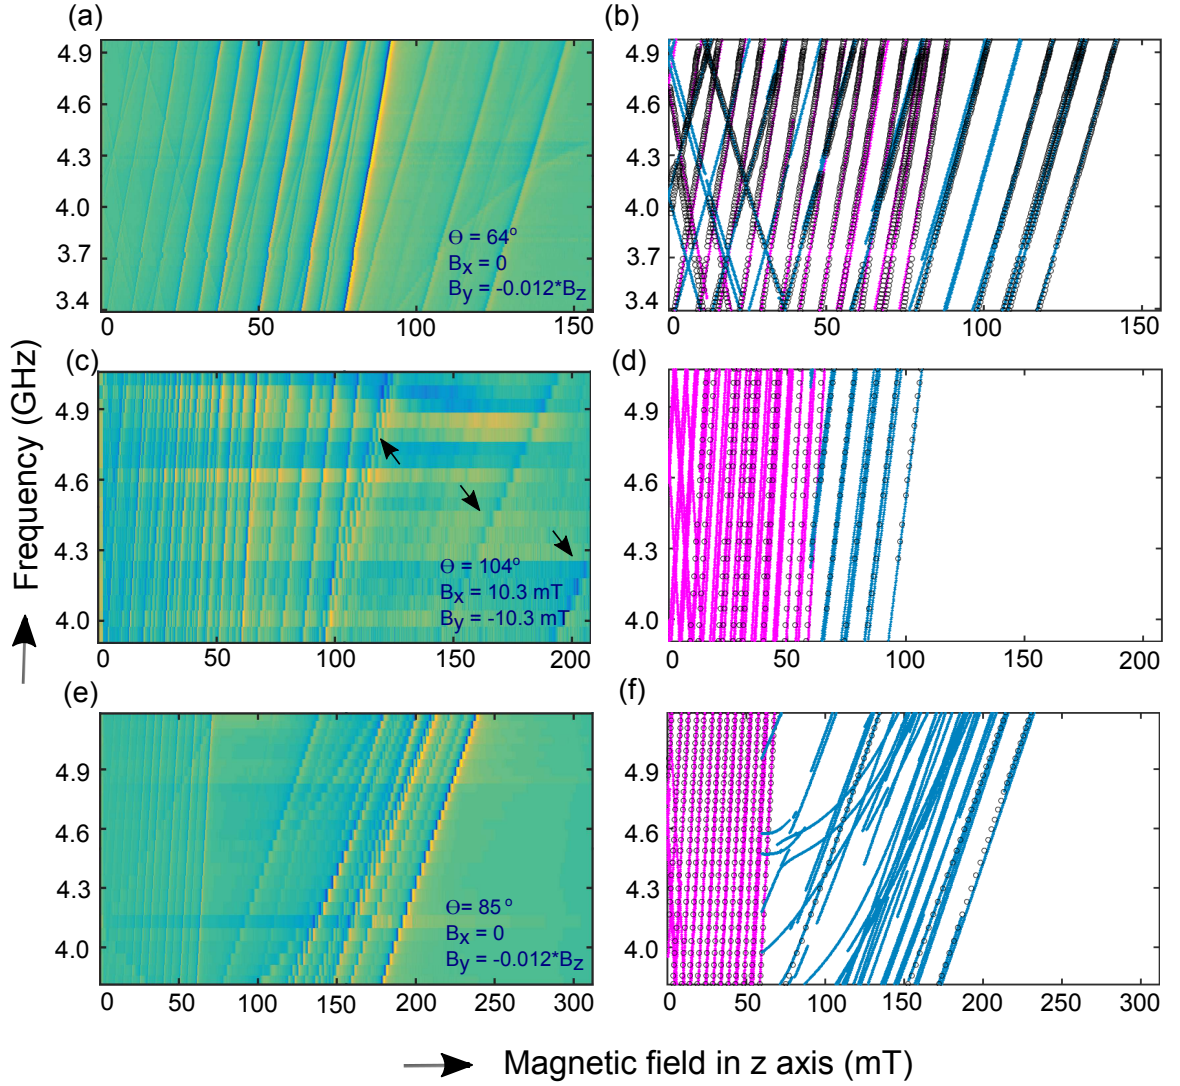 (a)
(b)
4.9
4.6
4.3
4.0
3.7
3.4
ϴ = 64°
Bx = 0
By = -0.012*Bz
0 50 100 150
4.9
4.6
4.3
4.0
3.7
3.4
0 50 100 150
(c)
(d)
4.9
4.6
4.3
4.0
ϴ = 104°
Bx = 10.3 mT
By = -10.3 mT
0 50 100 150 200
4.9
4.6
4.3
4.0
0 50 100 150 200
(e)
(f)
4.9
4.6
4.3
4.0
ϴ= 85°
Bx = 0
By = -0.012*Bz
0 50 100 150 200 250 300
4.9
4.6
4.3
4.0
0 50 100 150 200 250 300
Frequency (GHz)
Magnetic field in z axis (mT)